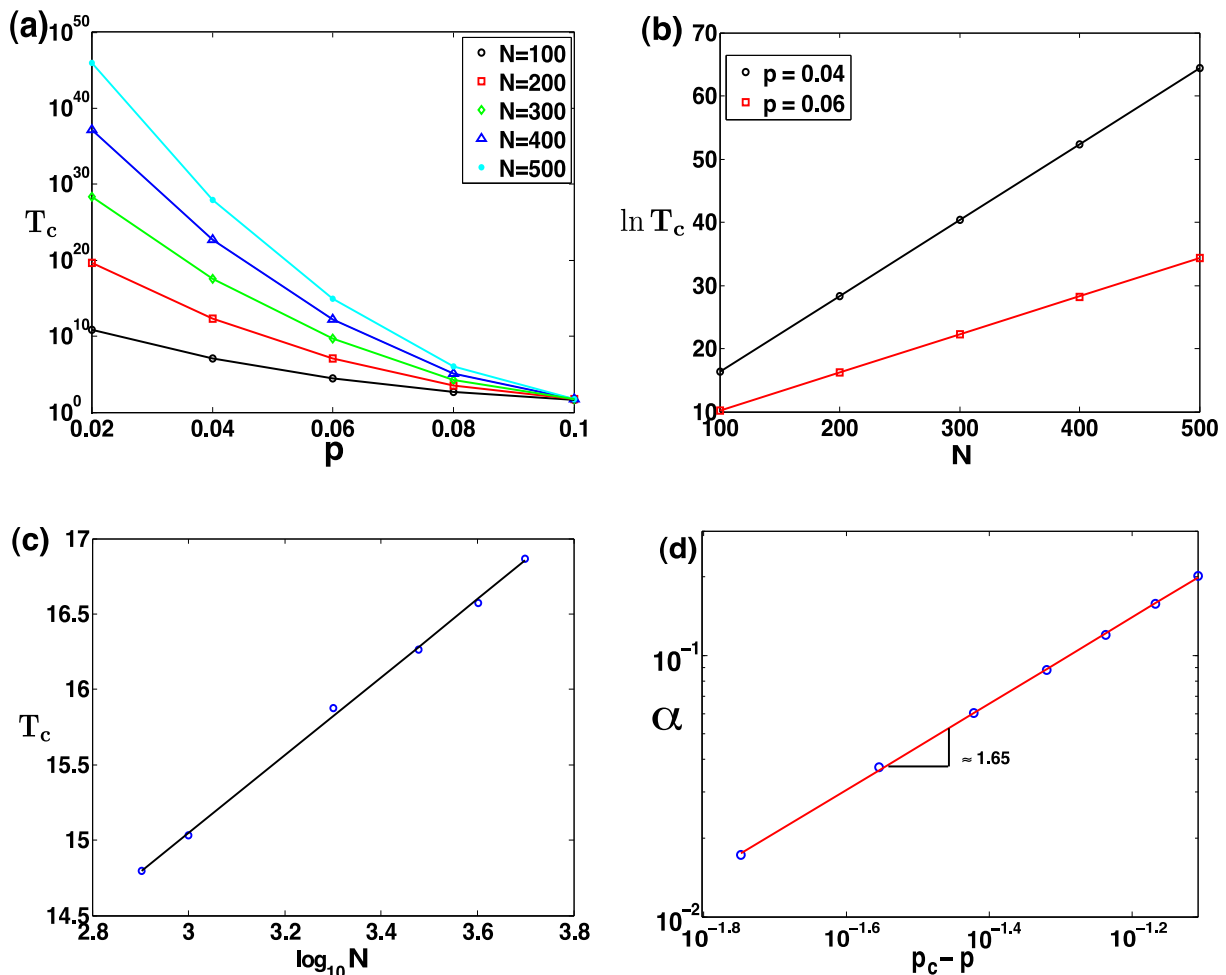 (a)
10^50
10^40
10^30
10^20
10^10
10^0
T_c
0.02 0.04 0.06 0.08 0.1
p
N=100
N=200
N=300
N=400
N=500
(b)
70
60
50
40
30
20
10
ln T_c
100 200 300 400 500
N
p = 0.04
p = 0.06
(c)
17
16.5
16
15.5
15
14.5
T_c
2.8 3 3.2 3.4 3.6 3.8
log_10 N
(d)
10^-1
10^-2
α
≈ 1.65
10^-1.8 10^-1.6 10^-1.4 10^-1.2
p_c − p